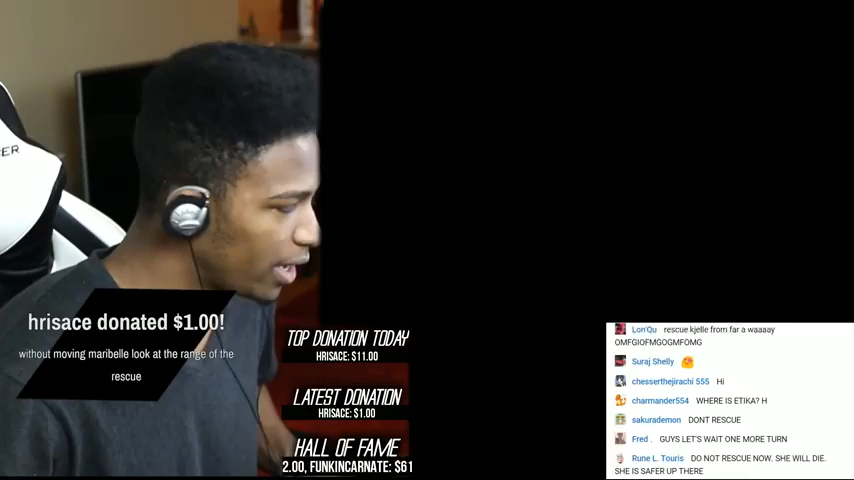 ER
hrisace donated $1.00!
without moving maribelle look at the range of the
rescue
TOP DONATION TODAY
HRISACE: $11.00
LATEST DONATION
HRISACE: $1.00
HALL OF FAME
2.00, FUNKINCARNATE: $61
Lon'Qu rescue kjelle from far a waaaay
OMFGIOFMGOGMFOMG
Suraj Shelly
chesserthejirachi 555 Hi
charmander554 WHERE IS ETIKA? H
sakurademon DONT RESCUE
Fred . GUYS LET'S WAIT ONE MORE TURN
Rune L. Touris DO NOT RESCUE NOW. SHE WILL DIE.
SHE IS SAFER UP THERE